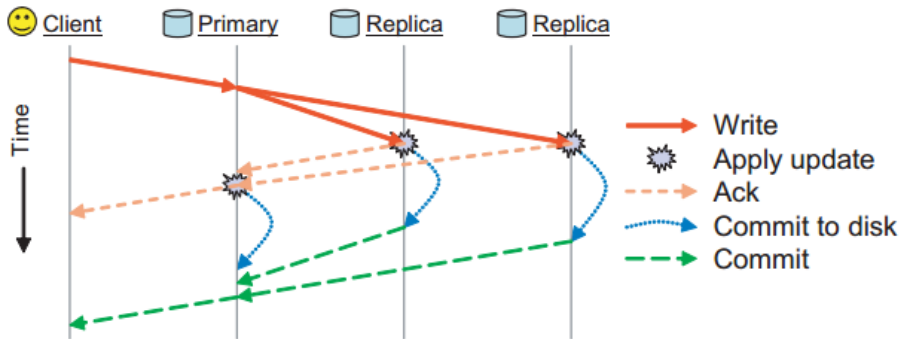 Client Primary Replica Replica
Time
Write
Apply update
Ack
Commit to disk
Commit